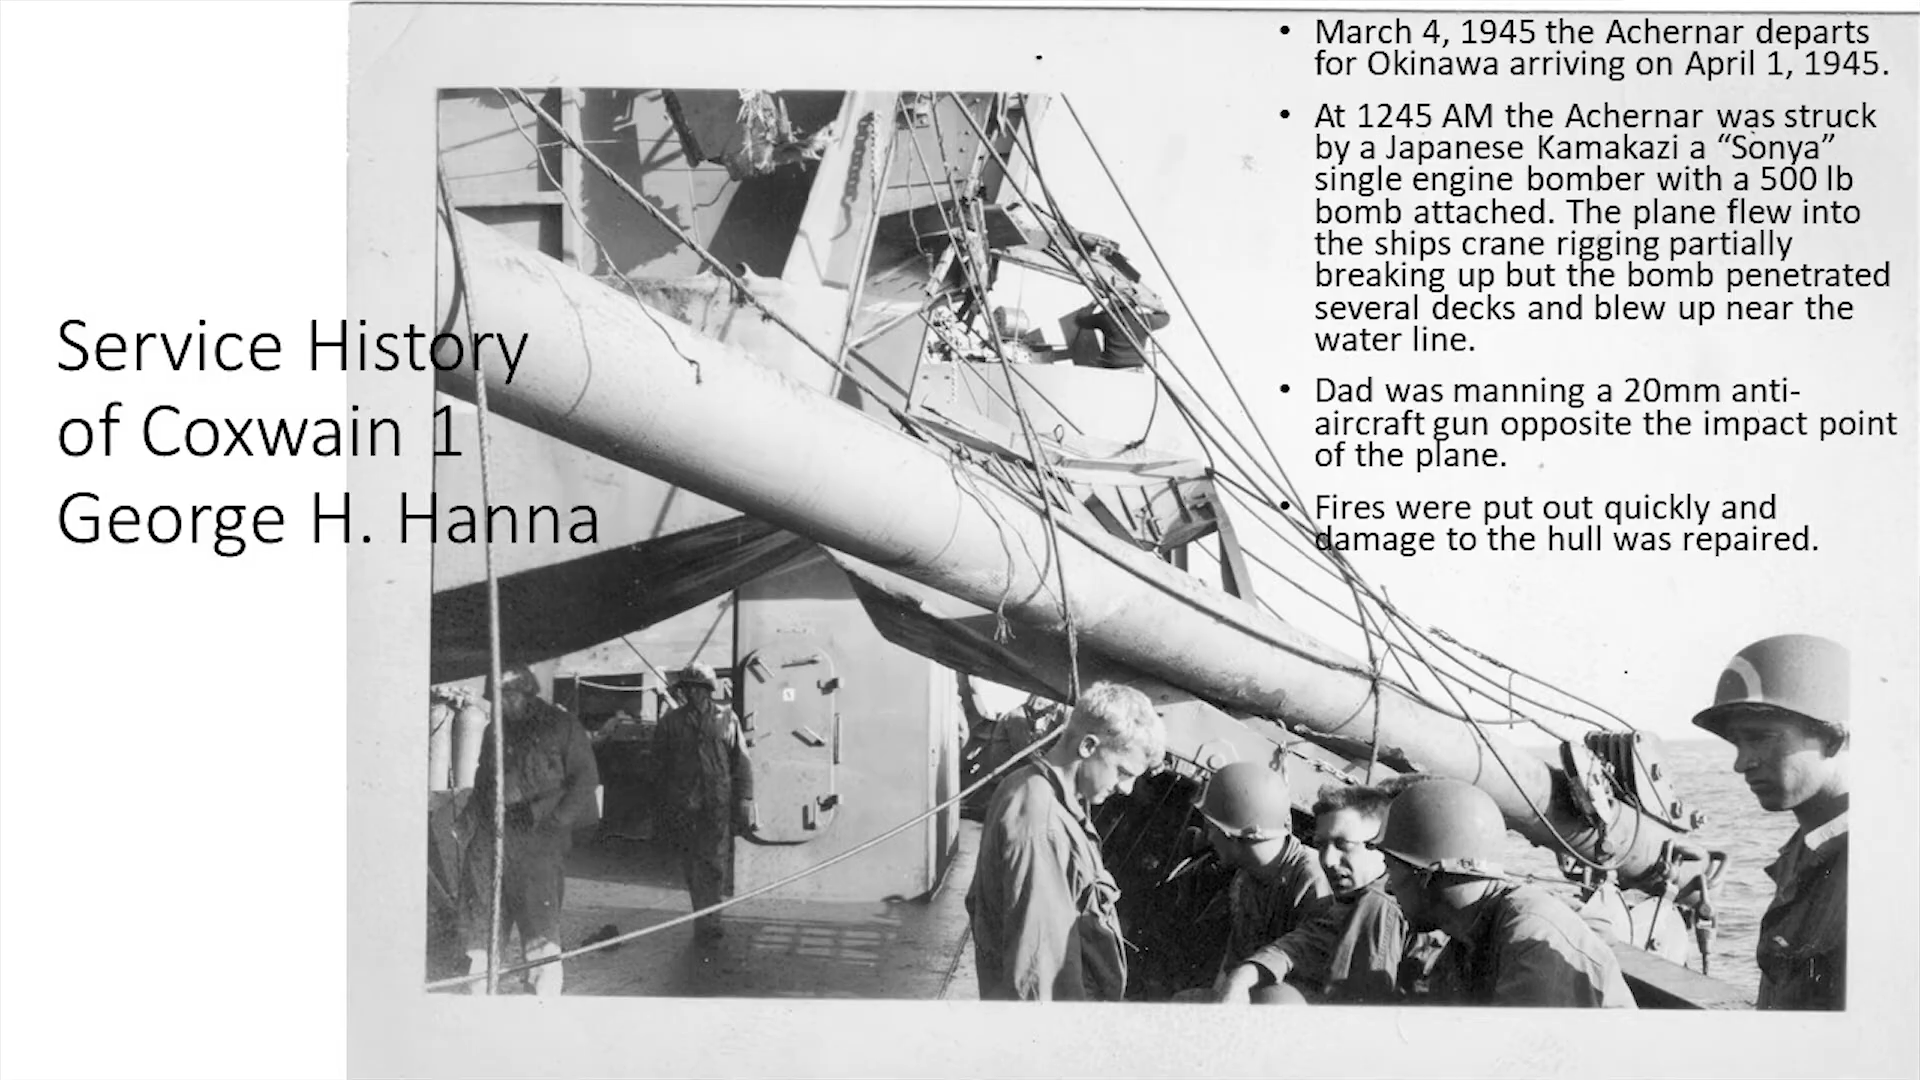 Service History
of Coxwain 1
George H. Hanna
• March 4, 1945 the Achernar departs
for Okinawa arriving on April 1, 1945.
• At 1245 AM the Achernar was struck
by a Japanese Kamakazi a “Sonya”
single engine bomber with a 500 lb
bomb attached. The plane flew into
the ships crane rigging partially
breaking up but the bomb penetrated
several decks and blew up near the
water line.
• Dad was manning a 20mm anti-
aircraft gun opposite the impact point
of the plane.
• Fires were put out quickly and
damage to the hull was repaired.